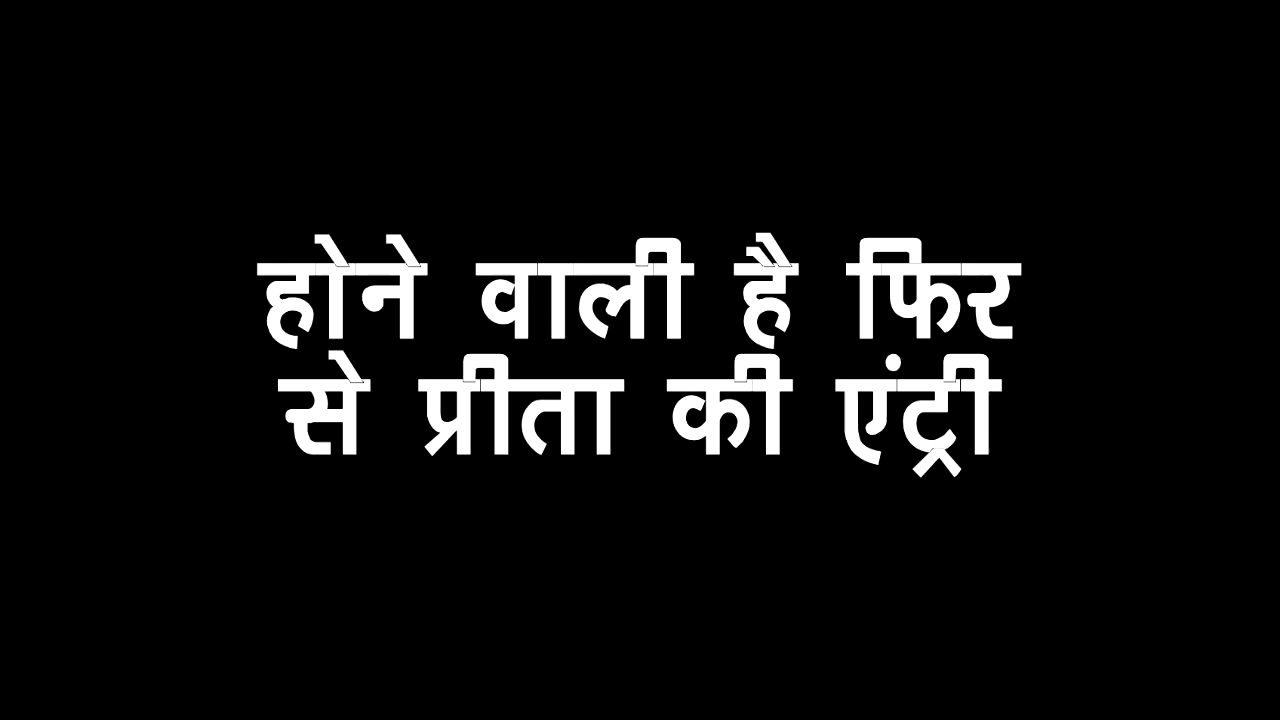 होने वाली है फिर
से प्रीता की एंट्री